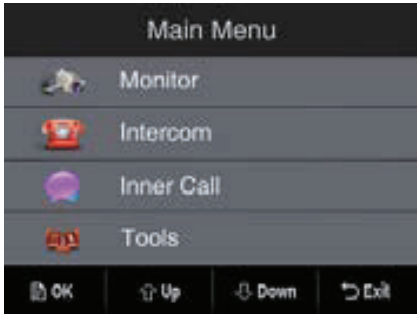 Main Menu
Monitor
Intercom
Inner Call
Tools
OK Up Down Exit